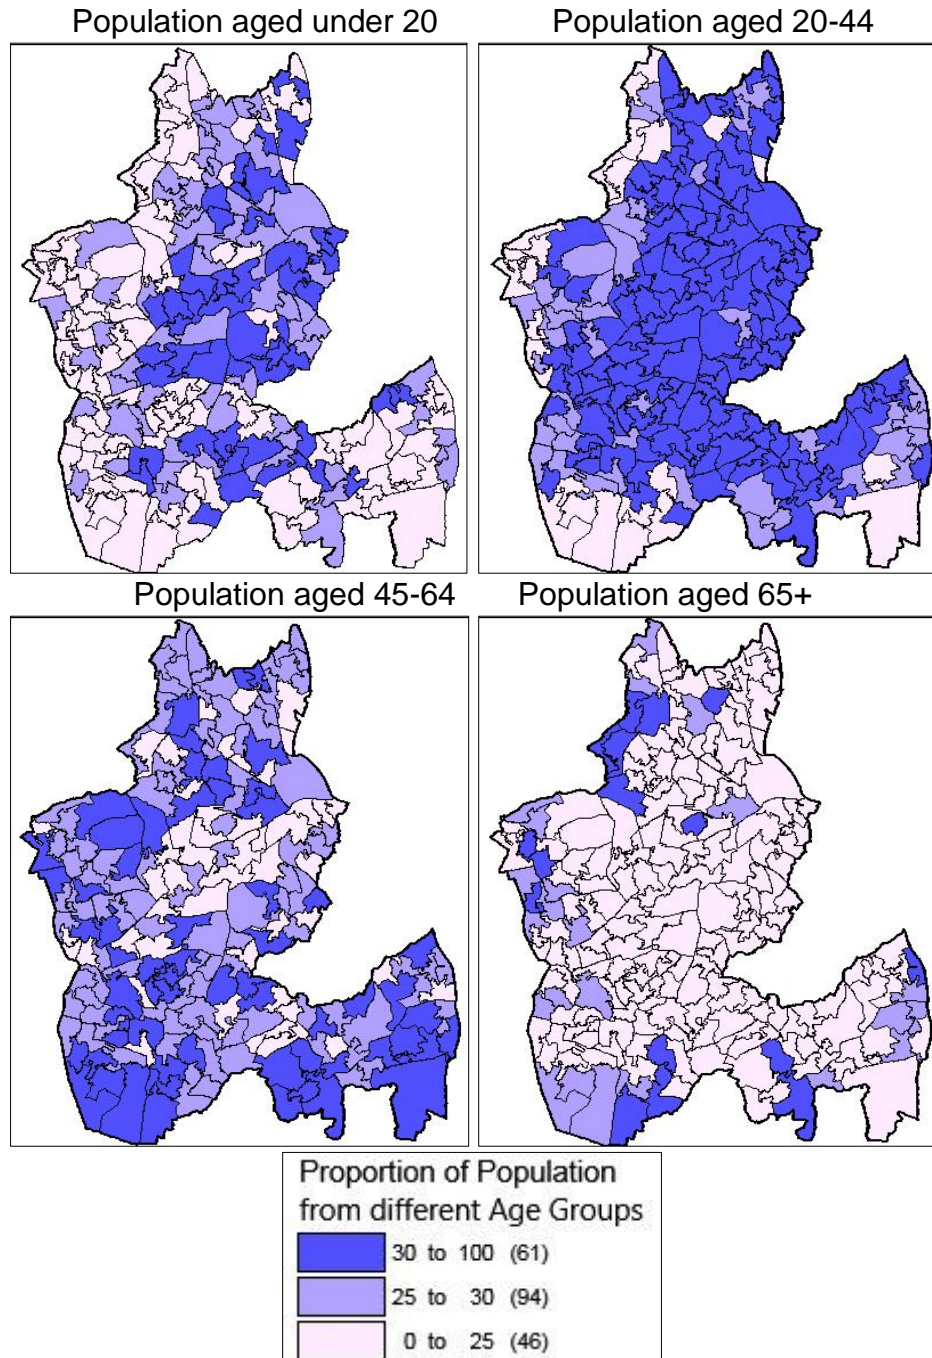 Population aged under 20
Population aged 20-44
Population aged 45-64
Population aged 65+
Proportion of Population
from different Age Groups
30 to 100 (61)
25 to 30 (94)
0 to 25 (46)